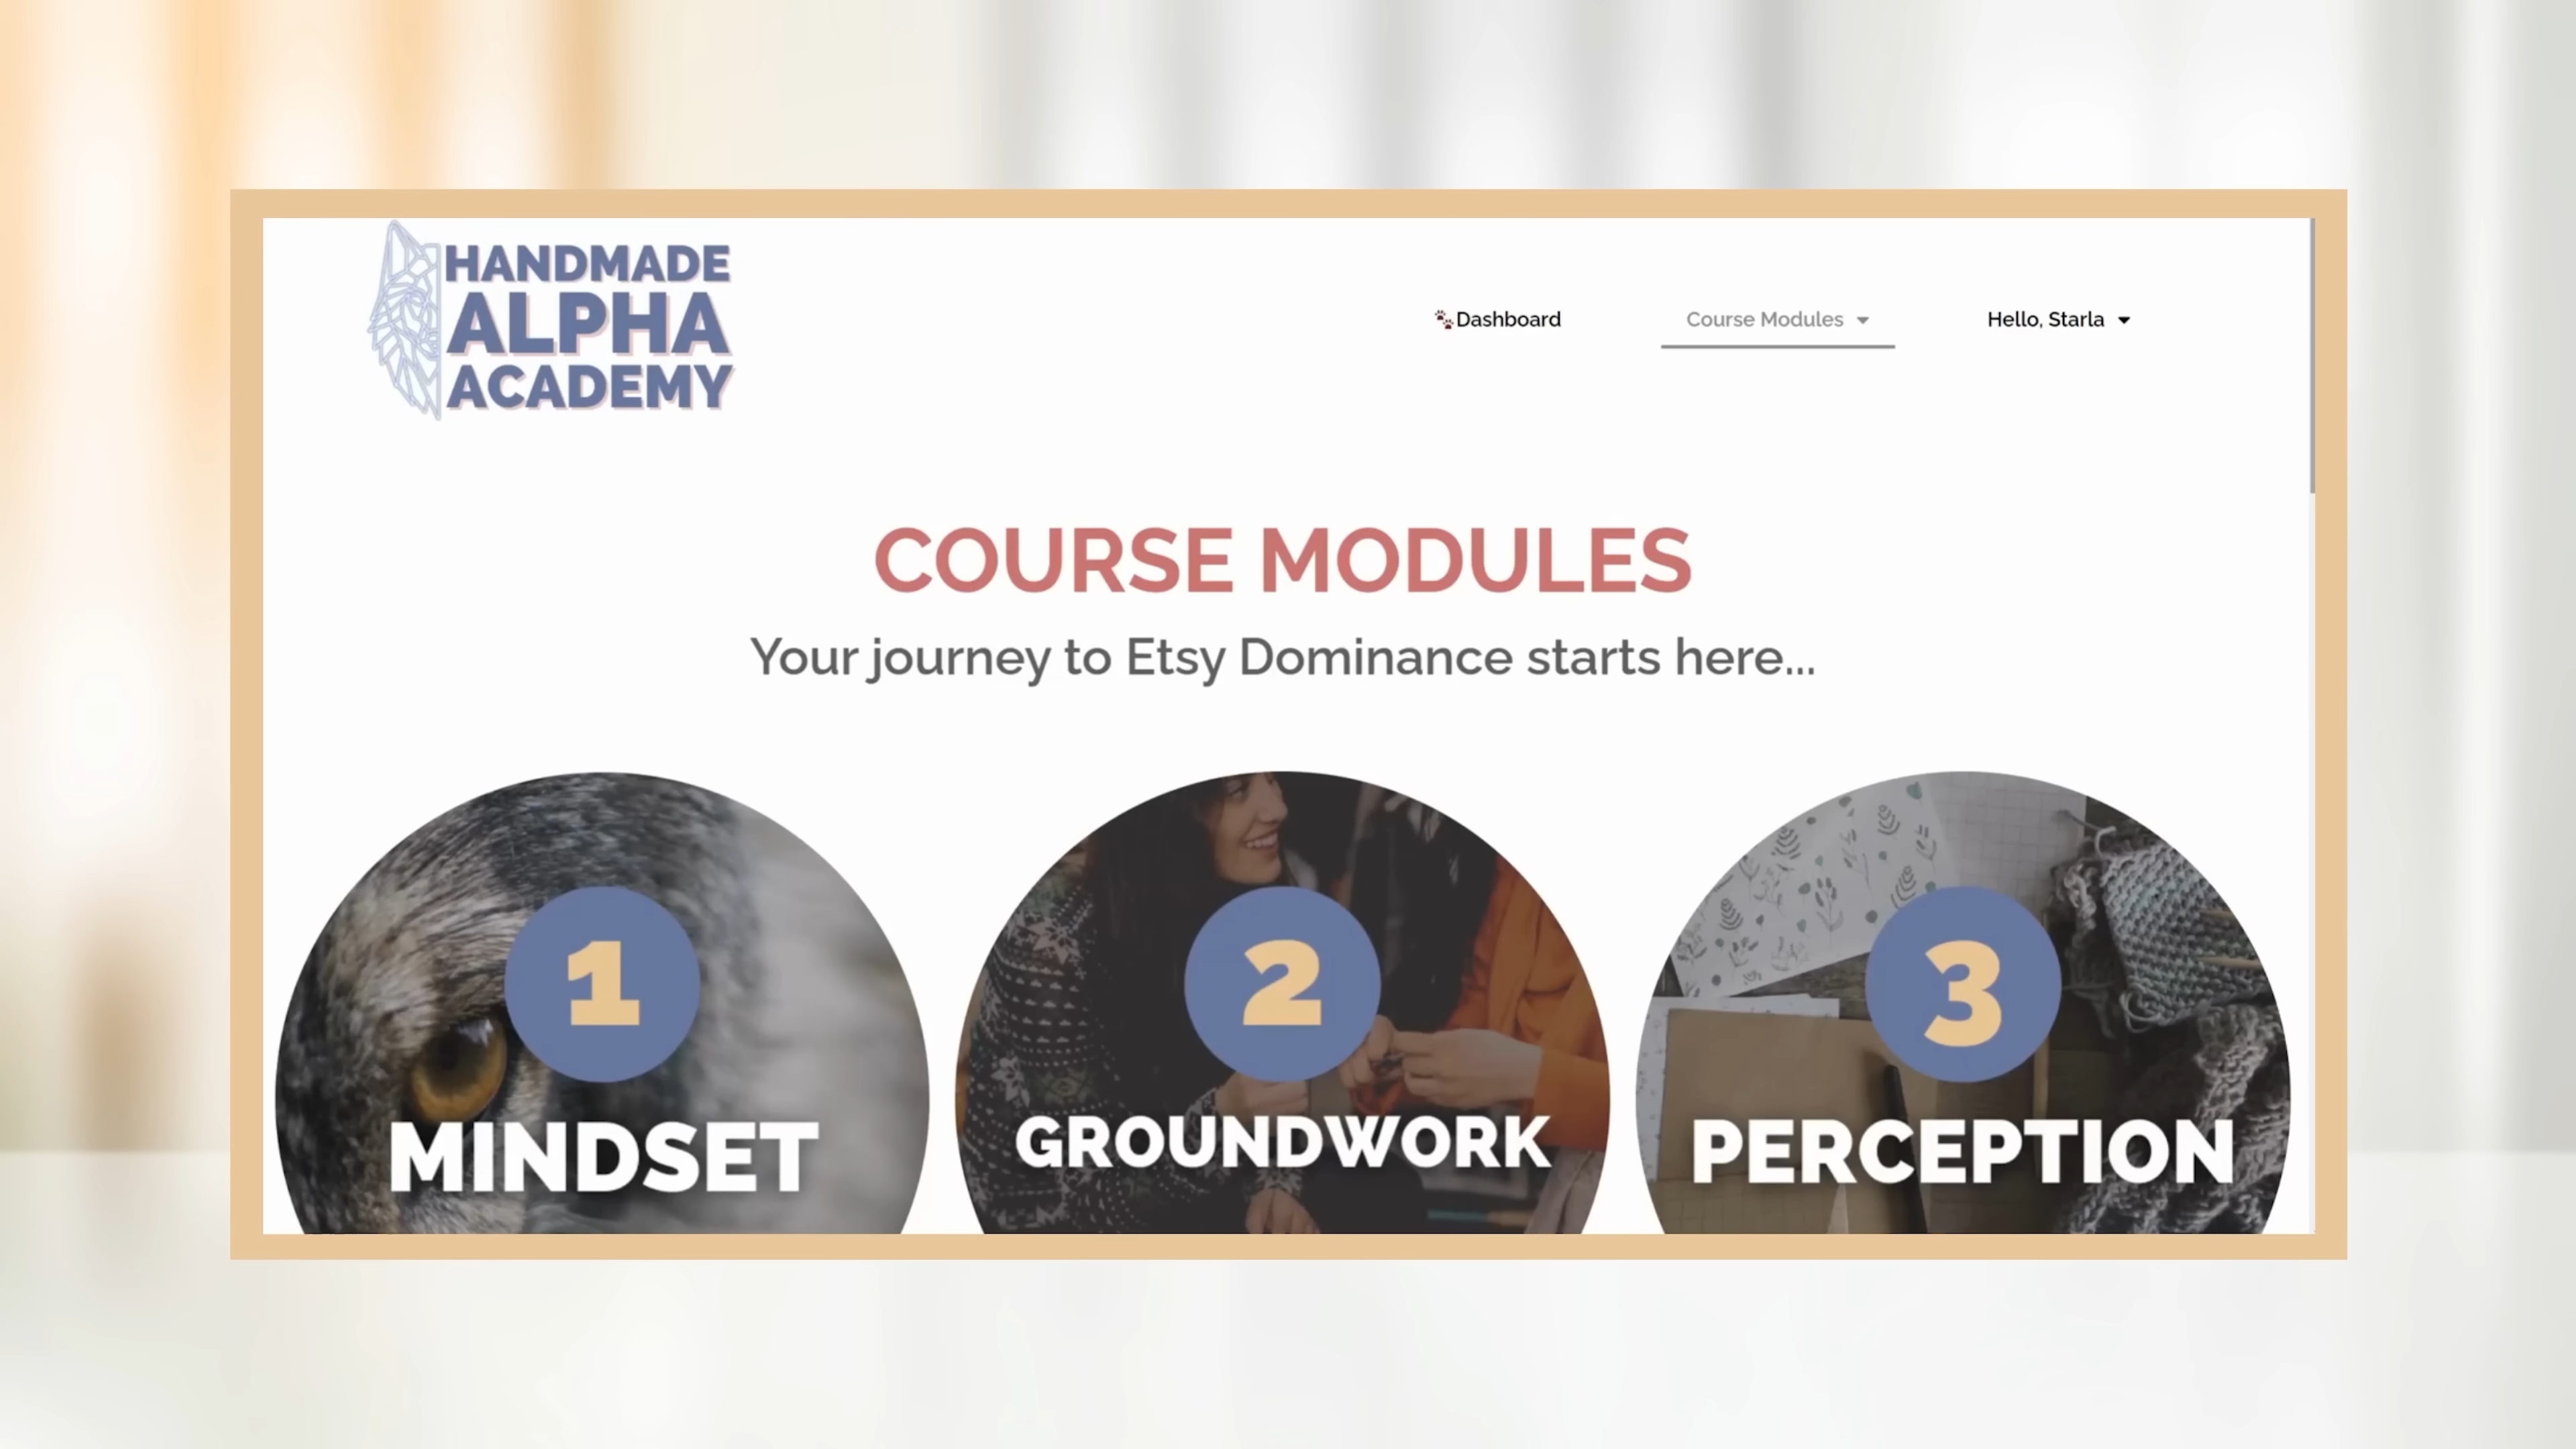 HANDMADE
ALPHA
ACADEMY
Dashboard
Course Modules
Hello, Starla
COURSE MODULES
Your journey to Etsy Dominance starts here...
1
2
3
MINDSET
GROUNDWORK
PERCEPTION